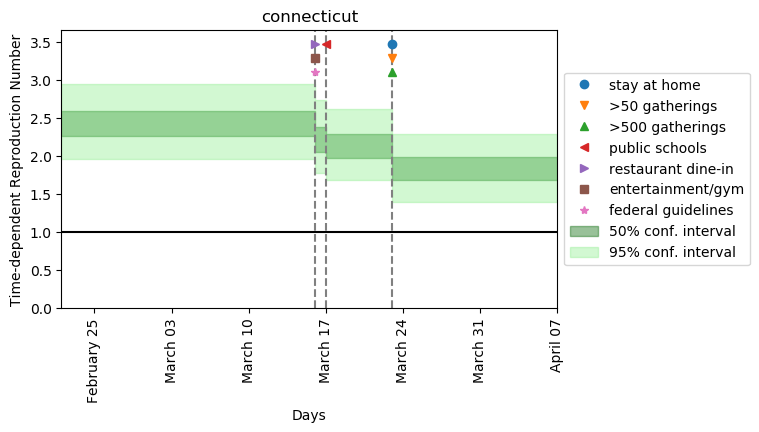 connecticut
Time-dependent Reproduction Number
3.5
3.0
2.5
2.0
1.5
1.0
0.5
0.0
February 25
March 03
March 10
March 17
March 24
March 31
April 07
Days
stay at home
>50 gatherings
>500 gatherings
public schools
restaurant dine-in
entertainment/gym
federal guidelines
50% conf. interval
95% conf. interval